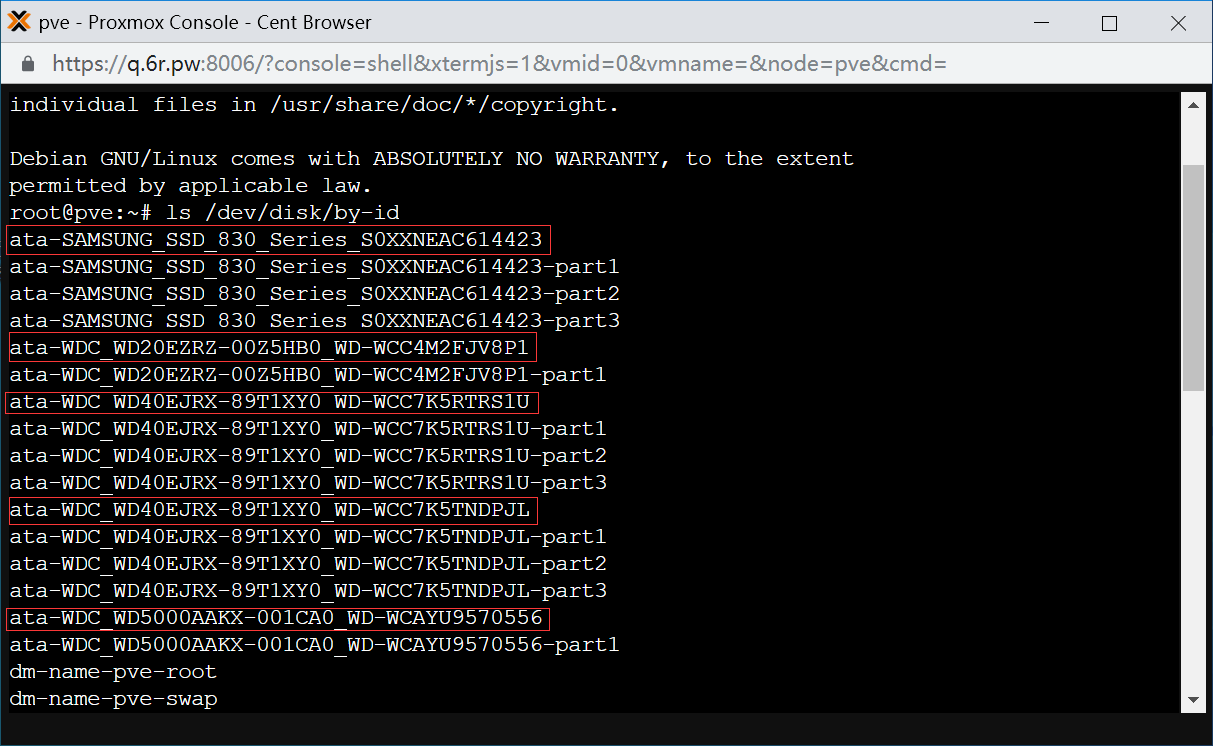 pve - Proxmox Console - Cent Browser
https://q.6r.pw:8006/?console=shell&xtermjs=1&vmid=0&vmname=&node=pve&cmd=
individual files in /usr/share/doc/*/copyright.
Debian GNU/Linux comes with ABSOLUTELY NO WARRANTY, to the extent
permitted by applicable law.
root@pve:~# ls /dev/disk/by-id
ata-SAMSUNG_SSD_830_Series_S0XXNEAC614423
ata-SAMSUNG_SSD_830_Series_S0XXNEAC614423-part1
ata-SAMSUNG_SSD_830_Series_S0XXNEAC614423-part2
ata-SAMSUNG_SSD_830_Series_S0XXNEAC614423-part3
ata-WDC_WD20EZRZ-00Z5HB0_WD-WCC4M2FJV8P1
ata-WDC_WD20EZRZ-00Z5HB0_WD-WCC4M2FJV8P1-part1
ata-WDC_WD40EJRX-89T1XY0_WD-WCC7K5RTRS1U
ata-WDC_WD40EJRX-89T1XY0_WD-WCC7K5RTRS1U-part1
ata-WDC_WD40EJRX-89T1XY0_WD-WCC7K5RTRS1U-part2
ata-WDC_WD40EJRX-89T1XY0_WD-WCC7K5RTRS1U-part3
ata-WDC_WD40EJRX-89T1XY0_WD-WCC7K5TNDPJL
ata-WDC_WD40EJRX-89T1XY0_WD-WCC7K5TNDPJL-part1
ata-WDC_WD40EJRX-89T1XY0_WD-WCC7K5TNDPJL-part2
ata-WDC_WD40EJRX-89T1XY0_WD-WCC7K5TNDPJL-part3
ata-WDC_WD5000AAKX-001CA0_WD-WCAYU9570556
ata-WDC_WD5000AAKX-001CA0_WD-WCAYU9570556-part1
dm-name-pve-root
dm-name-pve-swap